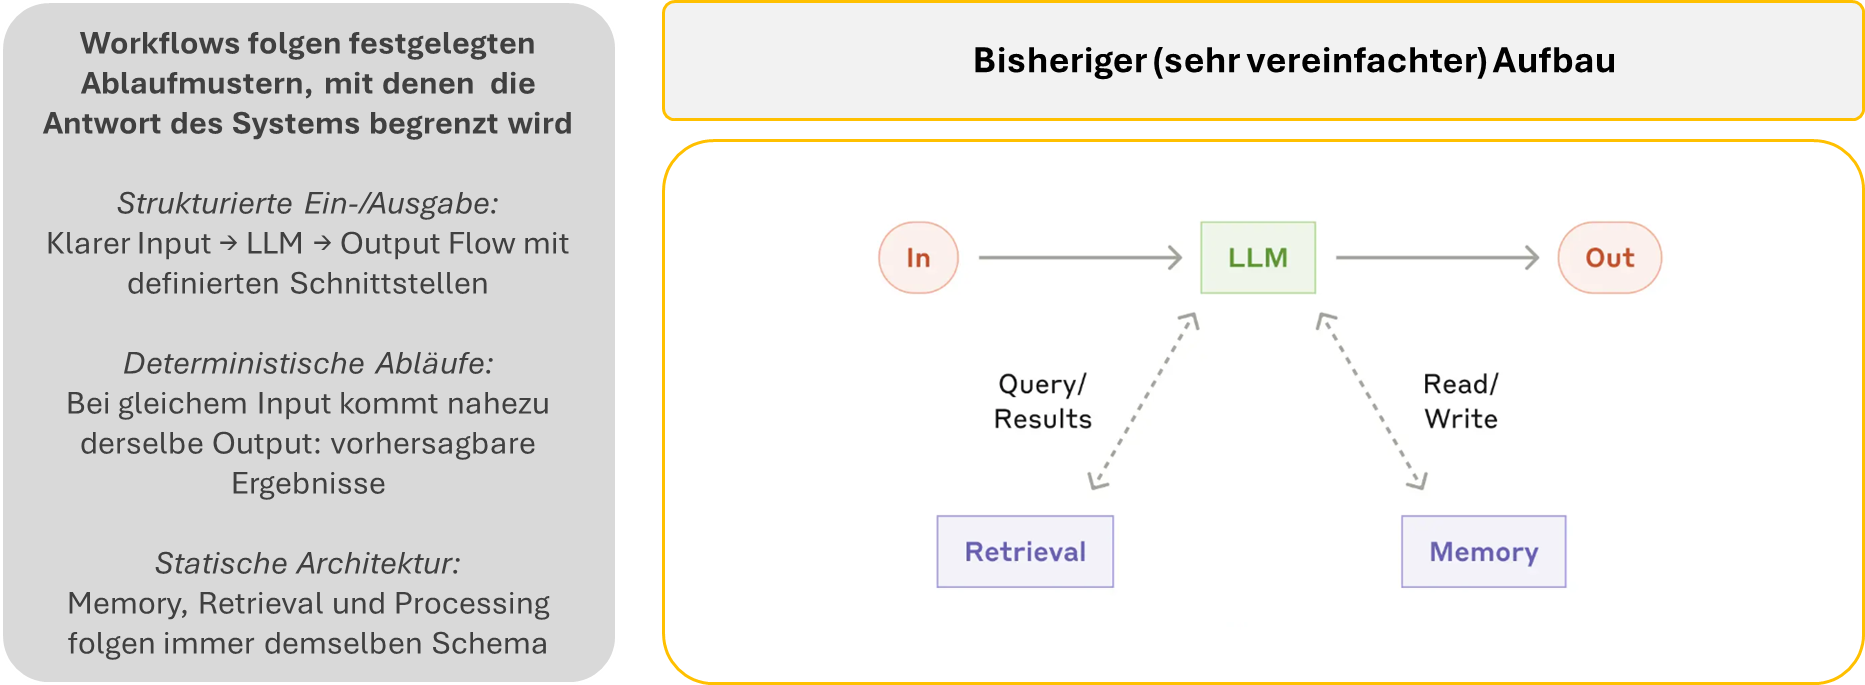 Workflows folgen festgelegten
Ablaufmustern, mit denen die
Antwort des Systems begrenzt wird
Strukturierte Ein-/Ausgabe:
Klarer Input → LLM → Output Flow mit
definierten Schnittstellen
Deterministische Abläufe:
Bei gleichem Input kommt nahezu
derselbe Output: vorhersagbare
Ergebnisse
Statische Architektur:
Memory, Retrieval und Processing
folgen immer demselben Schema
Bisheriger (sehr vereinfachter) Aufbau
In
LLM
Out
Query/
Results
Read/
Write
Retrieval
Memory